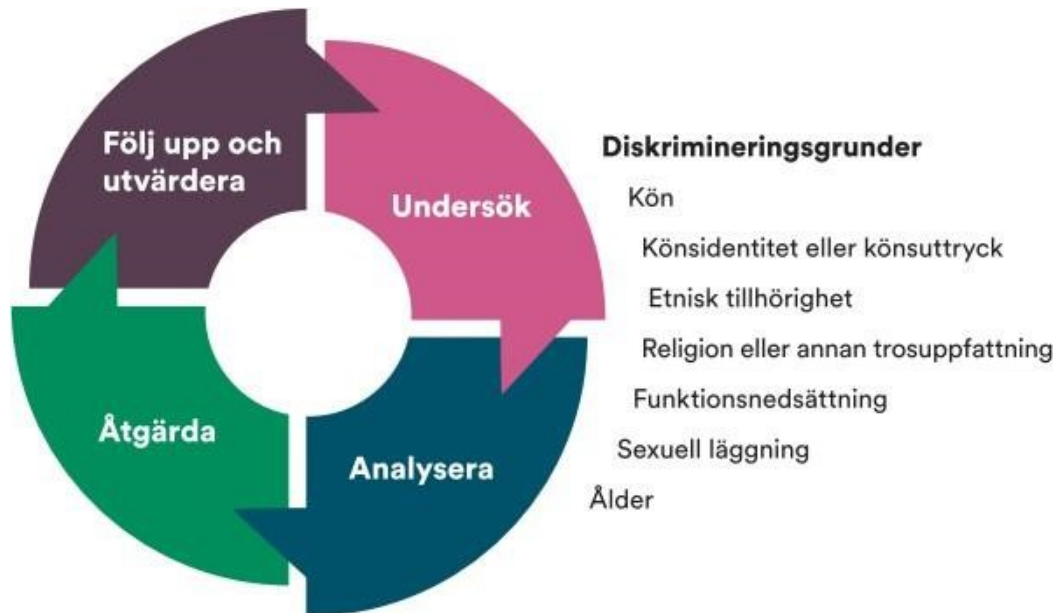 Följ upp och
utvärdera
Undersök
Analysera
Åtgärda
Diskrimineringsgrunder
Kön
Könsidentitet eller könsuttryck
Etnisk tillhörighet
Religion eller annan trosuppfattning
Funktionsnedsättning
Sexuell läggning
Ålder